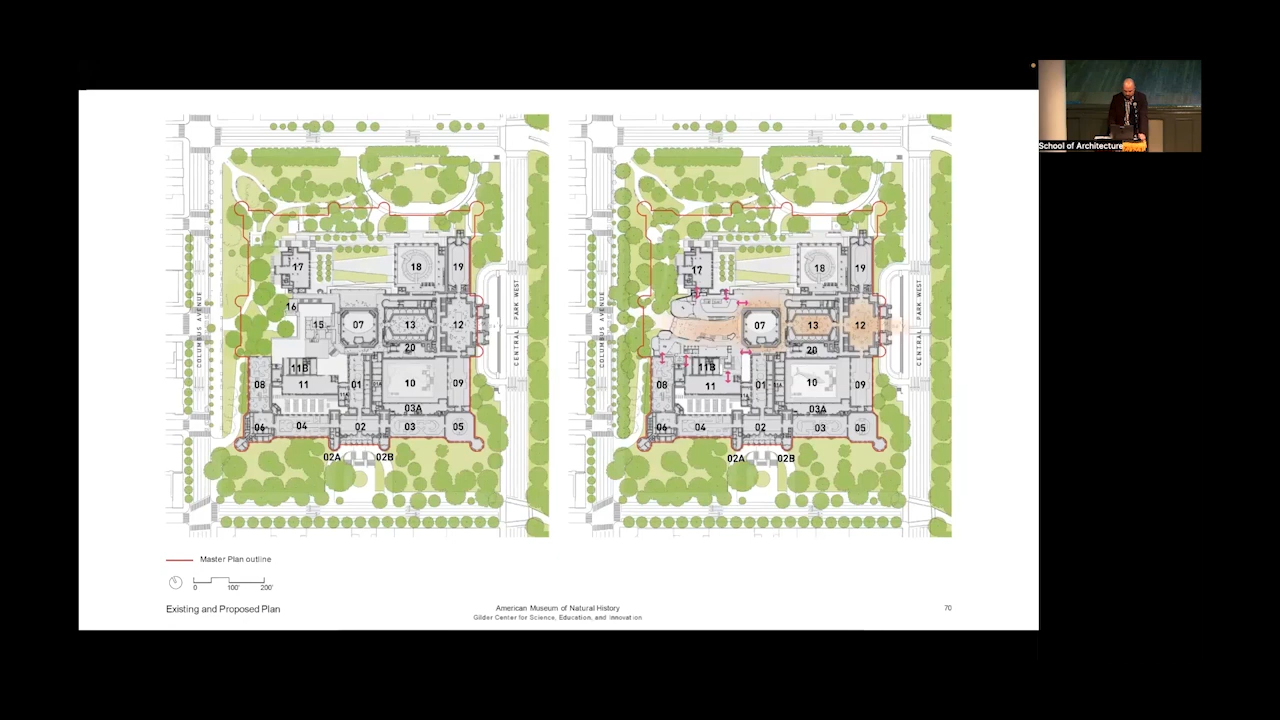 School of Architecture
COLUMBUS AVENUE
CENTRAL PARK WEST
17
18
19
16
15
07
13
12
20
11B
08
11
01
10
09
03A
06
04
02
03
05
02A
02B
COLUMBUS AVENUE
CENTRAL PARK WEST
17
18
19
07
13
12
20
11B
08
11
01
10
09
03A
06
04
02
03
05
02A
02B
Master Plan outline
0 100' 200'
Existing and Proposed Plan
American Museum of Natural History
Gilder Center for Science, Education, and Innovation
70